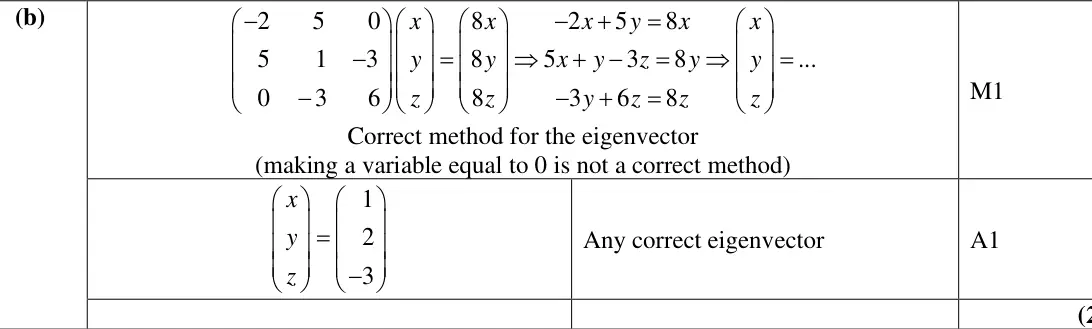 (b)
(−2 5 0; 5 1 −3; 0 −3 6)(x; y; z) = (8x; 8y; 8z) ⇒ −2x + 5y = 8x, 5x + y − 3z = 8y, −3y + 6z = 8z ⇒ (x; y; z) = ...
M1
Correct method for the eigenvector
(making a variable equal to 0 is not a correct method)
(x; y; z) = (1; 2; −3)
Any correct eigenvector
A1
(2